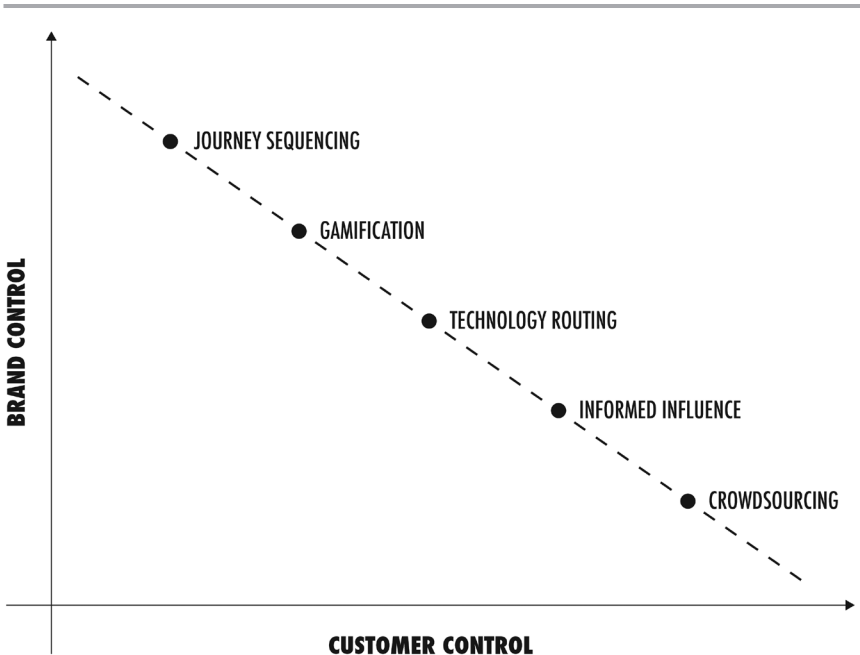 JOURNEY SEQUENCING
GAMIFICATION
TECHNOLOGY ROUTING
INFORMED INFLUENCE
CROWDSOURCING
BRAND CONTROL
CUSTOMER CONTROL